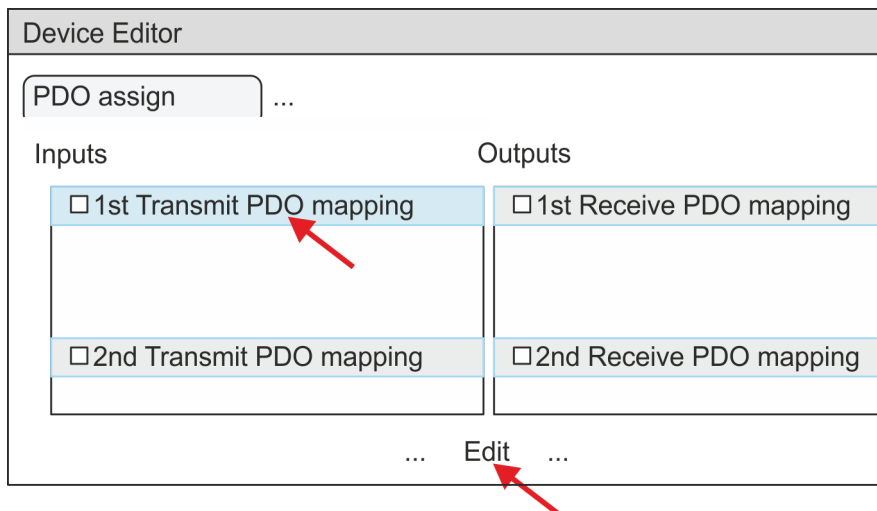 Device Editor
PDO assign ...
Inputs Outputs
1st Transmit PDO mapping 1st Receive PDO mapping
2nd Transmit PDO mapping 2nd Receive PDO mapping
... Edit ...